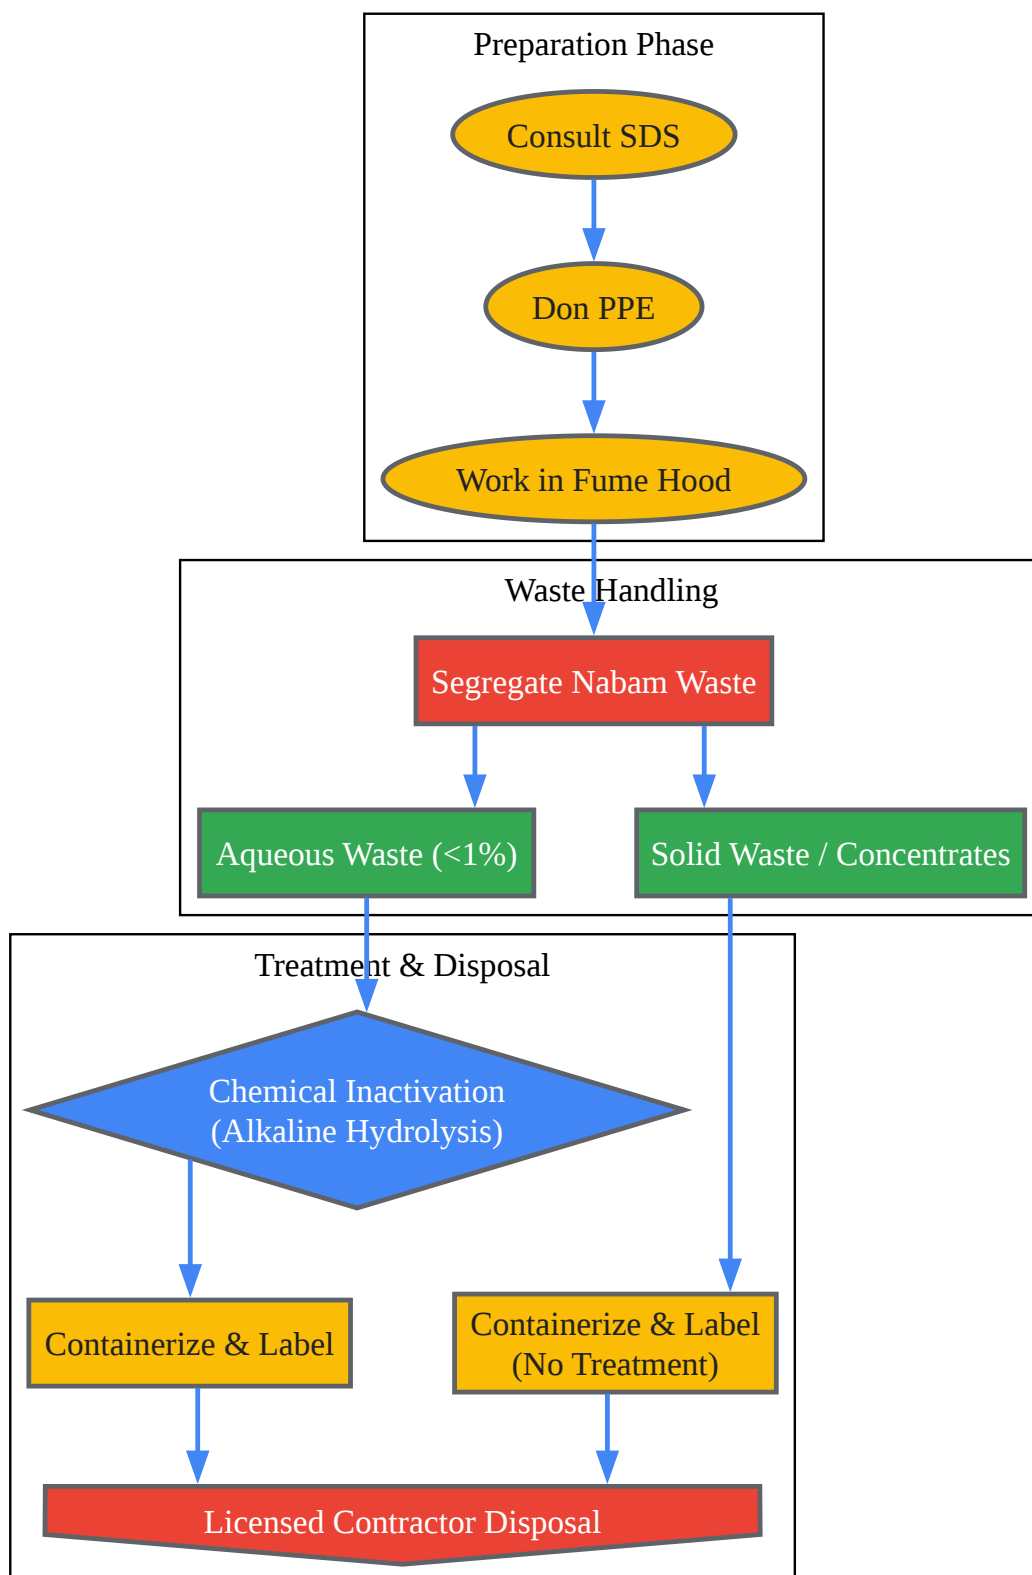 Preparation Phase
Consult SDS
Don PPE
Work in Fume Hood
Waste Handling
Segregate Nabam Waste
Aqueous Waste (<1%)
Solid Waste / Concentrates
Treatment & Disposal
Chemical Inactivation
(Alkaline Hydrolysis)
Containerize & Label
Containerize & Label
(No Treatment)
Licensed Contractor Disposal